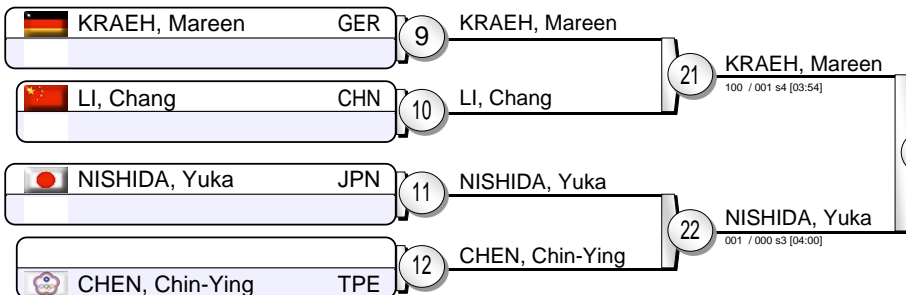 KRAEH, Mareen GER
9
KRAEH, Mareen
LI, Chang CHN
10
LI, Chang
21
KRAEH, Mareen
100 / 001 s4 [03:54]
NISHIDA, Yuka JPN
11
NISHIDA, Yuka
CHEN, Chin-Ying TPE
12
CHEN, Chin-Ying
22
NISHIDA, Yuka
001 / 000 s3 [04:00]